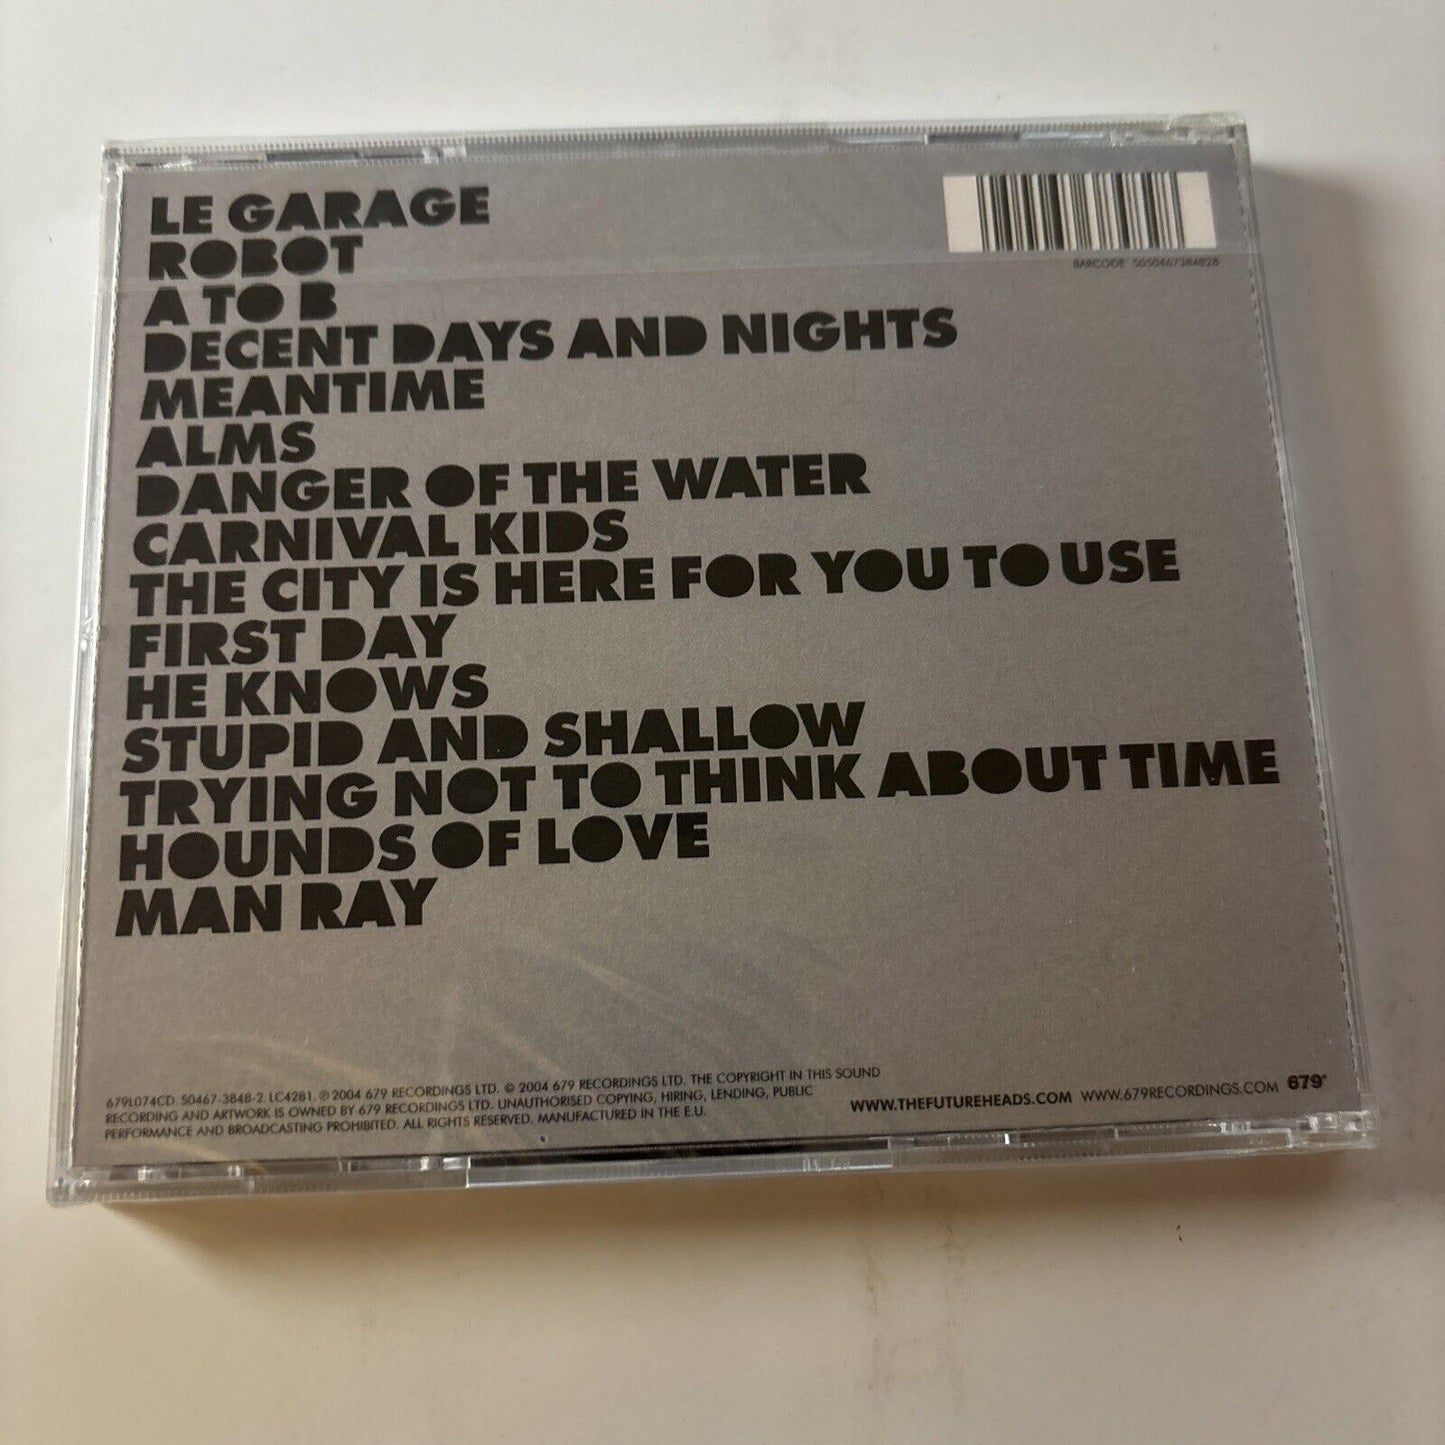 LE GARAGE
ROBOT
A TO B
DECENT DAYS AND NIGHTS
MEANTIME
ALMS
DANGER OF THE WATER
CARNIVAL KIDS
THE CITY IS HERE FOR YOU TO USE
FIRST DAY
HE KNOWS
STUPID AND SHALLOW
TRYING NOT TO THINK ABOUT TIME
HOUNDS OF LOVE
MAN RAY
BARCODE 5050467384828
679L074CD. 50467-3848-2. LC4281. ℗ 2004 679 RECORDINGS LTD. © 2004 679 RECORDINGS LTD. THE COPYRIGHT IN THIS SOUND
RECORDING AND ARTWORK IS OWNED BY 679 RECORDINGS LTD. UNAUTHORISED COPYING, HIRING, LENDING, PUBLIC
PERFORMANCE AND BROADCASTING PROHIBITED. ALL RIGHTS RESERVED. MANUFACTURED IN THE E.U.
WWW.THEFUTUREHEADS.COM WWW.679RECORDINGS.COM 679